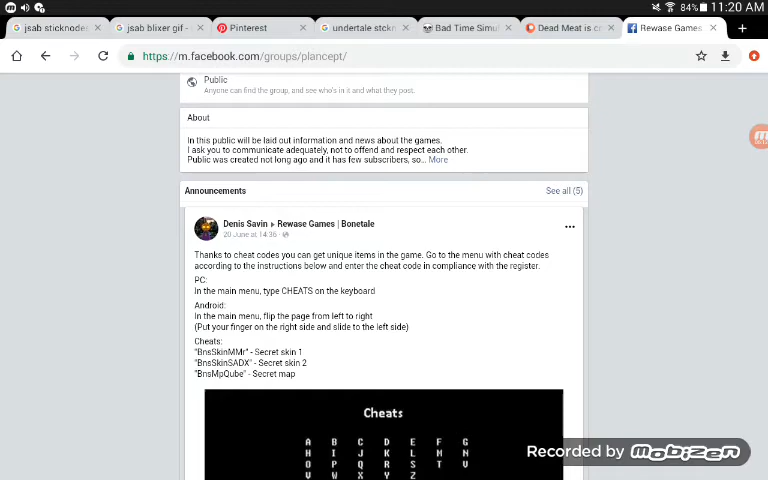 84% 11:20 AM
jsab sticknodes
jsab blixer gif -
Pinterest
undertale stckn
Bad Time Simul
Dead Meat is cr
Rewase Games
https://m.facebook.com/groups/plancept/
Public
Anyone can find the group, and see who's in it and what they post.
About
In this public will be laid out information and news about the games.
I ask you to communicate adequately, not to offend and respect each other.
Public was created not long ago and it has few subscribers, so... More
Announcements
See all (5)
Denis Savin ▸ Rewase Games | Bonetale
20 June at 14:36 ·
Thanks to cheat codes you can get unique items in the game. Go to the menu with cheat codes
according to the instructions below and enter the cheat code in compliance with the register.
PC:
In the main menu, type CHEATS on the keyboard
Android:
In the main menu, flip the page from left to right
(Put your finger on the right side and slide to the left side)
Cheats:
"BnsSkinMMr" - Secret skin 1
"BnsSkinSADX" - Secret skin 2
"BnsMpQube" - Secret map
Cheats
A B C D E F G
H I J K L M N
O P Q R S T V
V W X Y Z
Recorded by mobizen